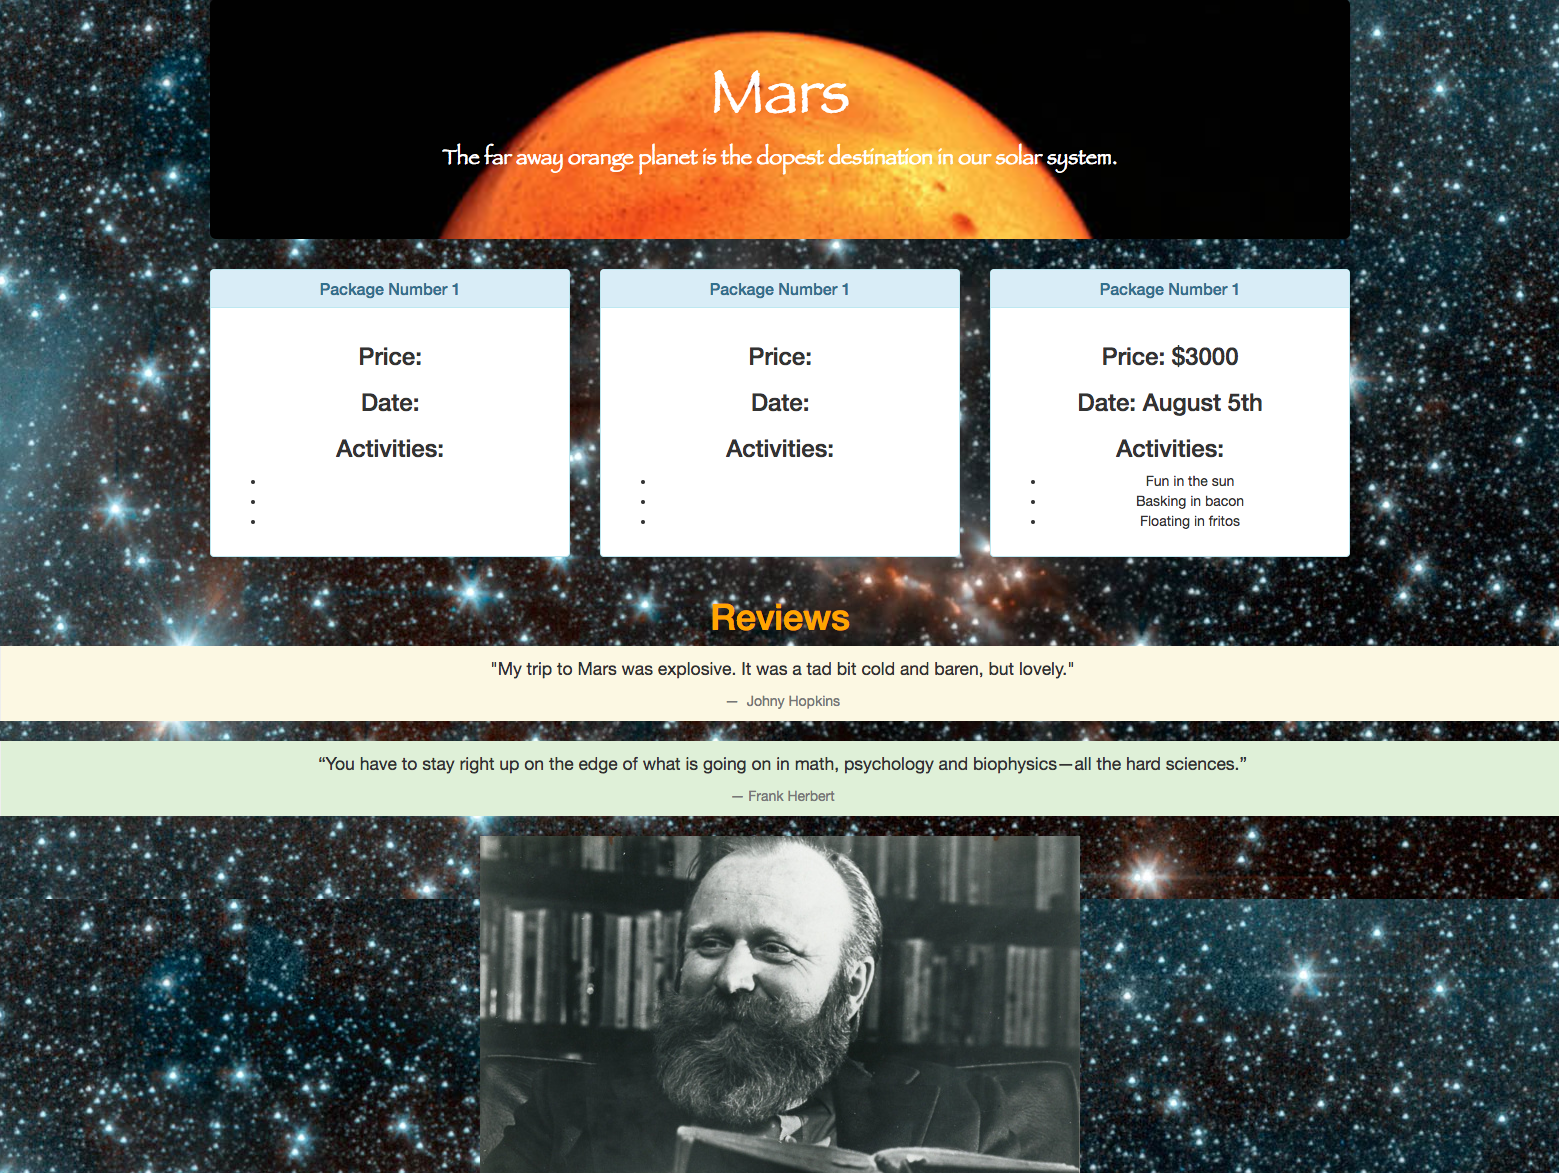 Mars
The far away orange planet is the dopest destination in our solar system.
Package Number 1
Price:
Date:
Activities:
Package Number 1
Price:
Date:
Activities:
Package Number 1
Price: $3000
Date: August 5th
Activities:
Fun in the sun
Basking in bacon
Floating in fritos
Reviews
"My trip to Mars was explosive. It was a tad bit cold and baren, but lovely."
— Johny Hopkins
“You have to stay right up on the edge of what is going on in math, psychology and biophysics—all the hard sciences.”
— Frank Herbert